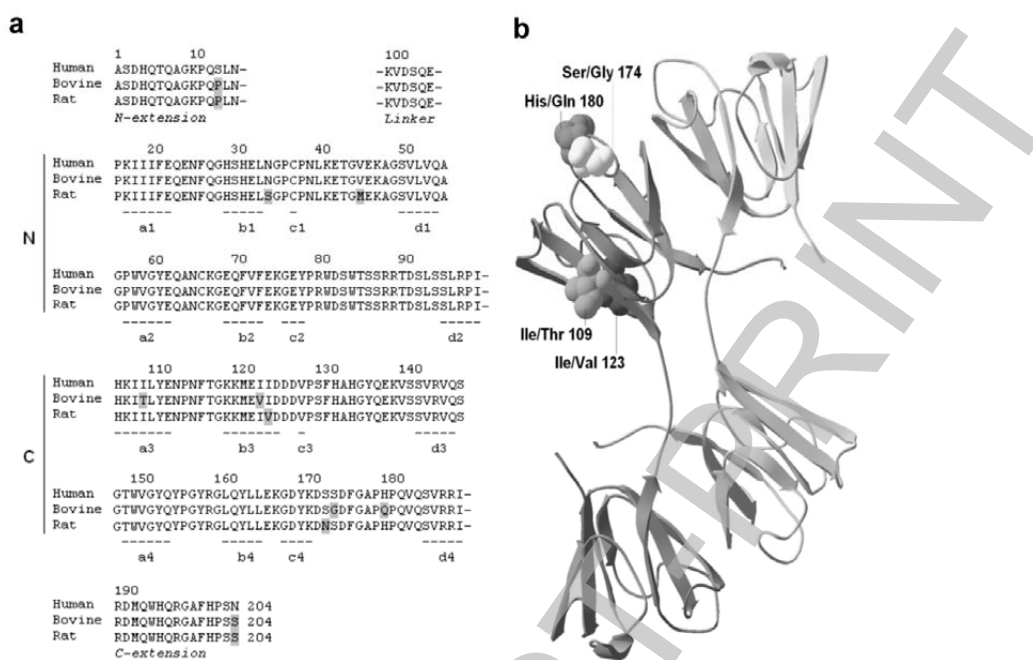 a
1 10 100
Human ASDHQTQAGKPQSLN- -KVDSQE-
Bovine ASDHQTQAGKPQPLN- -KVDSQE-
Rat ASDHQTQAGKPQPLN- -KVDSQE-
N-extension Linker
20 30 40 50
Human PKIIIFEQENFQGHSHELNGPCPNLKETGVEKAGSVLVQA
Bovine PKIIIFEQENFQGHSHELNGPCPNLKETGVEKAGSVLVQA
Rat PKIIIFEQENFQGHSHELSGPCPNLKETGMEKAGSVLVQA
a1 b1 c1 d1
N
60 70 80 90
Human GPWVGYEQANCKGEQFVFEKGEYPRWDSWTSSRRTDSLSSLRPI-
Bovine GPWVGYEQANCKGEQFVFEKGEYPRWDSWTSSRRTDSLSSLRPI-
Rat GPWVGYEQANCKGEQFVFEKGEYPRWDSWTSSRRTDSLSSLRPI-
a2 b2 c2 d2
110 120 130 140
Human HKIILYENPNFTGKKMEIIDDDVPSFHAHGYQEKVSSVRVQS
Bovine HKITLYENPNFTGKKMEVIDDDVPSFHAHGYQEKVSSVRVQS
Rat HKIILYENPNFTGKKMEIVDDDVPSFHAHGYQEKVSSVRVQS
a3 b3 c3 d3
C
150 160 170 180
Human GTWVGYQYPGYRGLQYLLEKGDYKDSSDFGAPHPQVQSVRRI-
Bovine GTWVGYQYPGYRGLQYLLEKGDYKDSGDFGAPQPQVQSVRRI-
Rat GTWVGYQYPGYRGLQYLLEKGDYKDNSDFGAPHPQVQSVRRI-
a4 b4 c4 d4
190
Human RDMQWHQRGAFHPSN 204
Bovine RDMQWHQRGAFHPSS 204
Rat RDMQWHQRGAFHPSS 204
C-extension
b
Ser/Gly 174
His/Gln 180
Ile/Thr 109
Ile/Val 123
PRINT